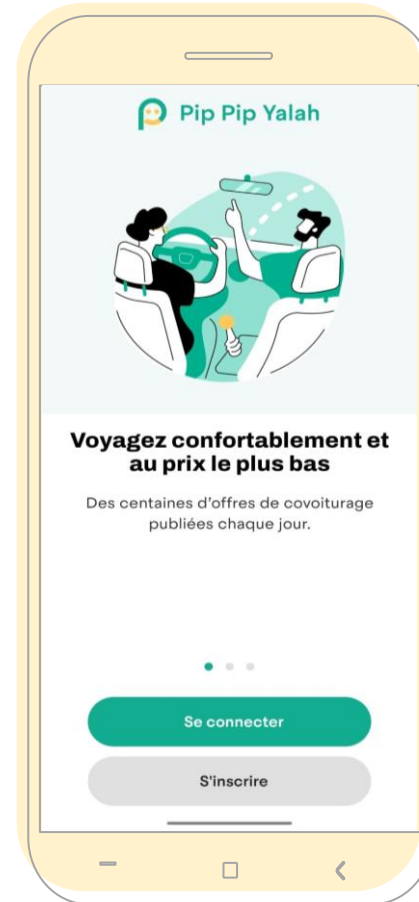 Pip Pip Yalah
Voyagez confortablement et
au prix le plus bas
Des centaines d'offres de covoiturage
publiées chaque jour.
Se connecter
S'inscrire